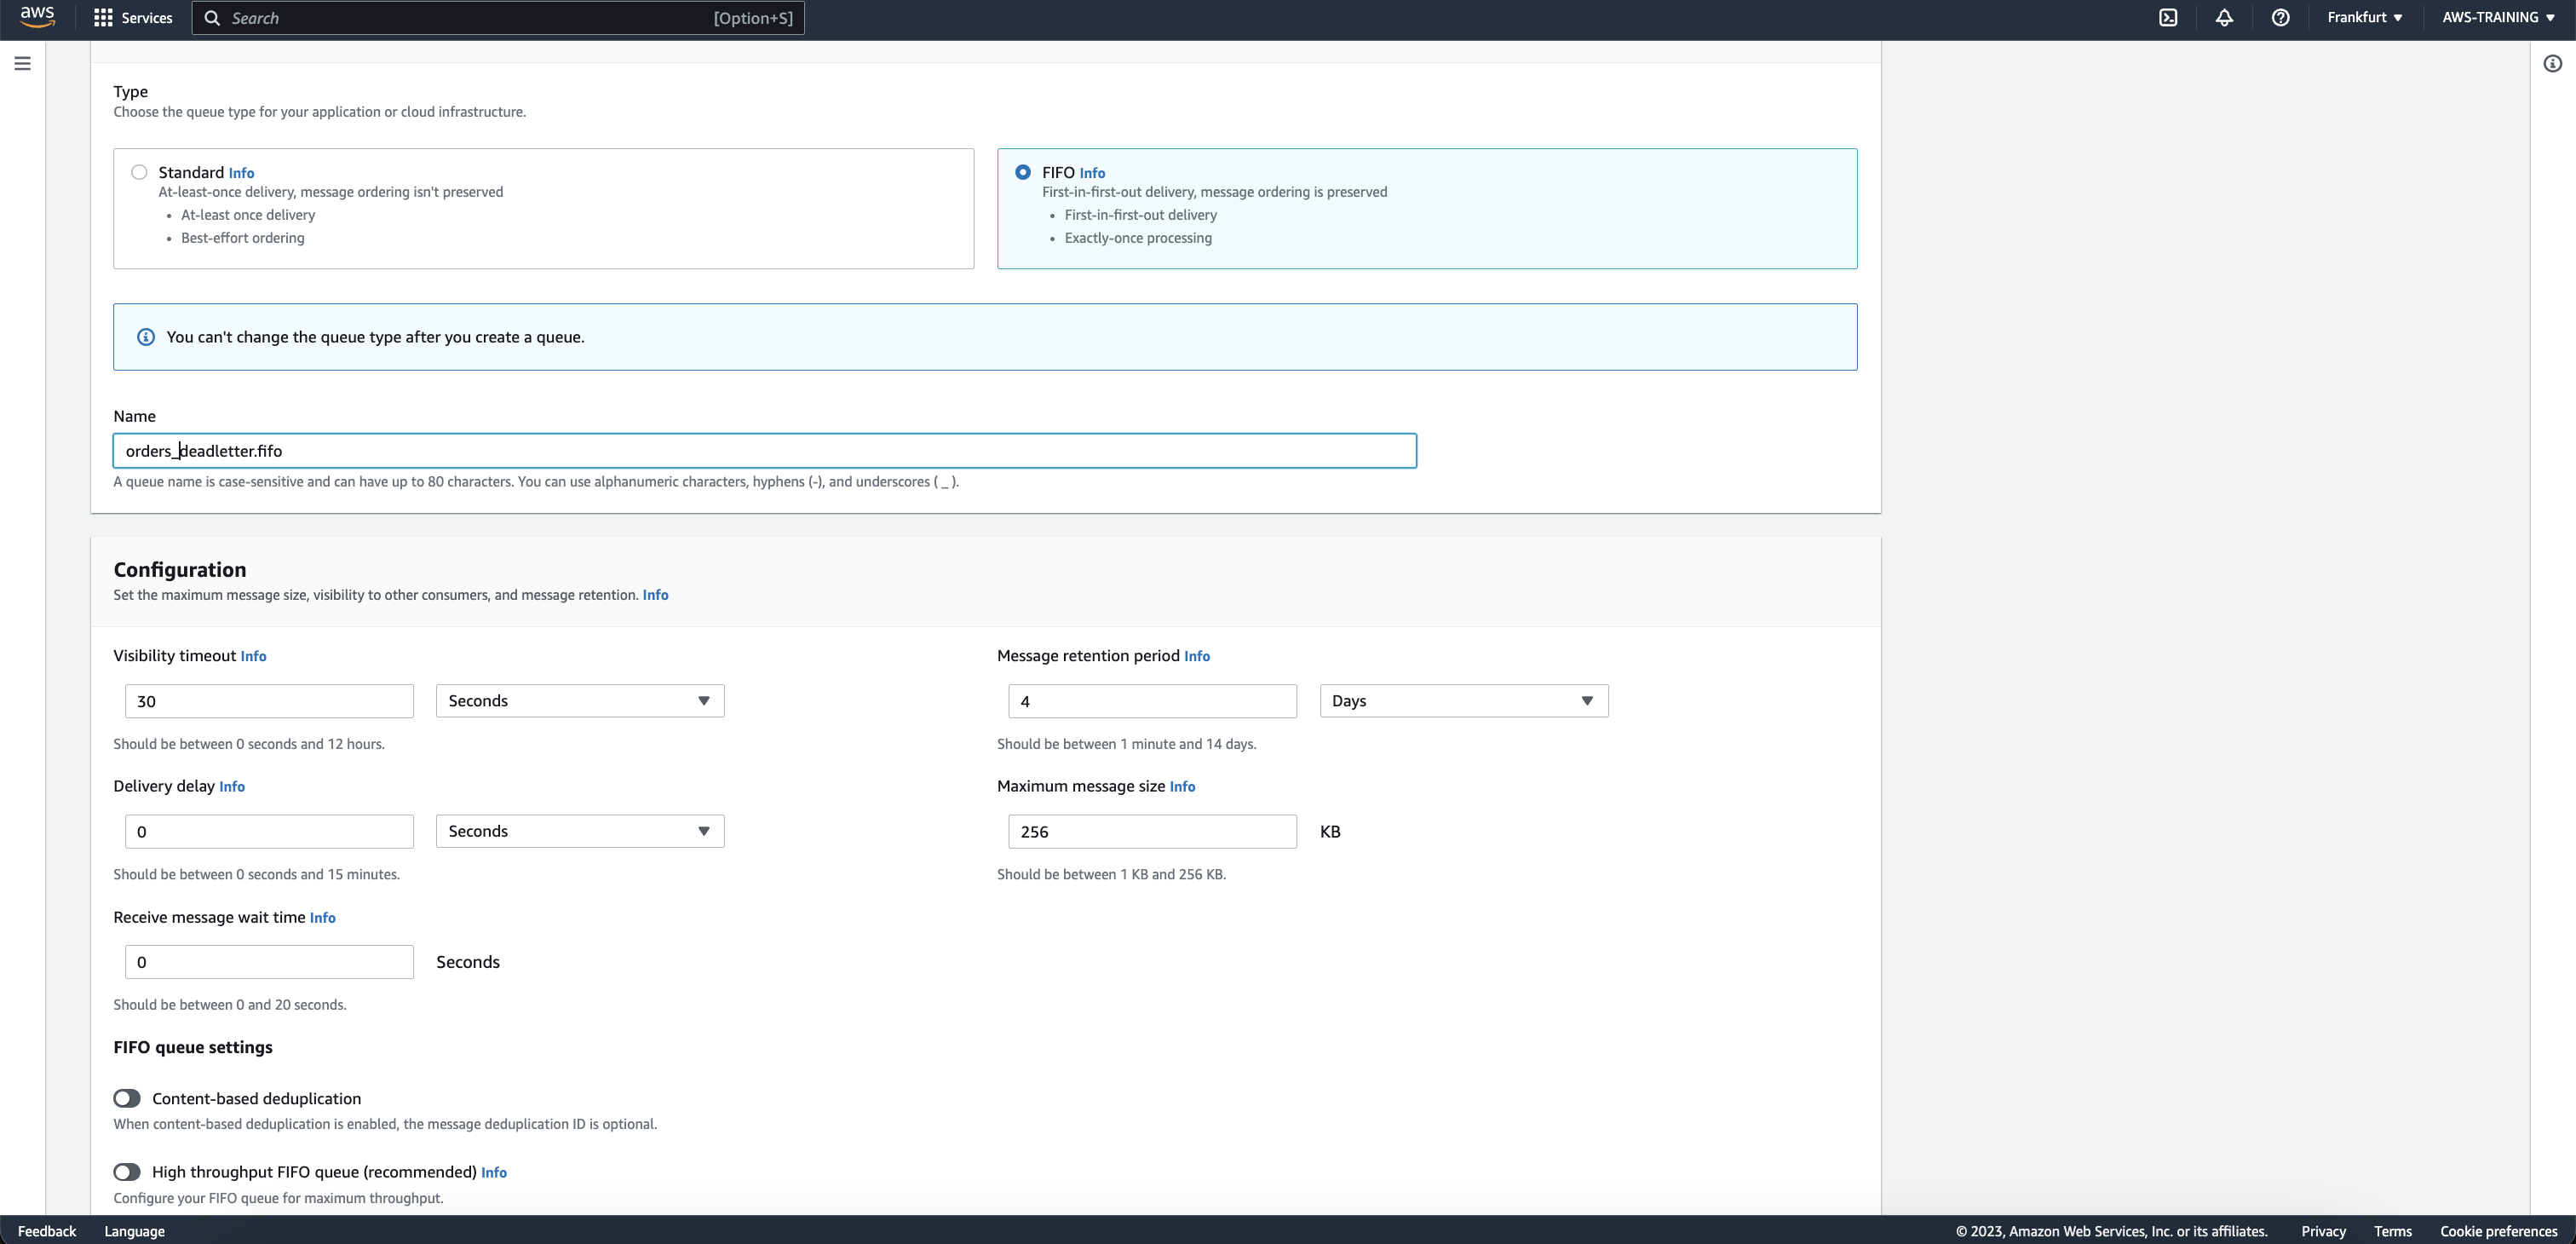 aws
Services
Search
[Option+S]
Frankfurt
AWS-TRAINING
Type
Choose the queue type for your application or cloud infrastructure.
Standard Info
At-least-once delivery, message ordering isn't preserved
• At-least once delivery
• Best-effort ordering
FIFO Info
First-in-first-out delivery, message ordering is preserved
• First-in-first-out delivery
• Exactly-once processing
You can't change the queue type after you create a queue.
Name
orders_deadletter.fifo
A queue name is case-sensitive and can have up to 80 characters. You can use alphanumeric characters, hyphens (-), and underscores ( _ ).
Configuration
Set the maximum message size, visibility to other consumers, and message retention. Info
Visibility timeout Info
30
Seconds
Should be between 0 seconds and 12 hours.
Message retention period Info
4
Days
Should be between 1 minute and 14 days.
Delivery delay Info
0
Seconds
Should be between 0 seconds and 15 minutes.
Maximum message size Info
256
KB
Should be between 1 KB and 256 KB.
Receive message wait time Info
0
Seconds
Should be between 0 and 20 seconds.
FIFO queue settings
Content-based deduplication
When content-based deduplication is enabled, the message deduplication ID is optional.
High throughput FIFO queue (recommended) Info
Configure your FIFO queue for maximum throughput.
Feedback
Language
© 2023, Amazon Web Services, Inc. or its affiliates.
Privacy
Terms
Cookie preferences